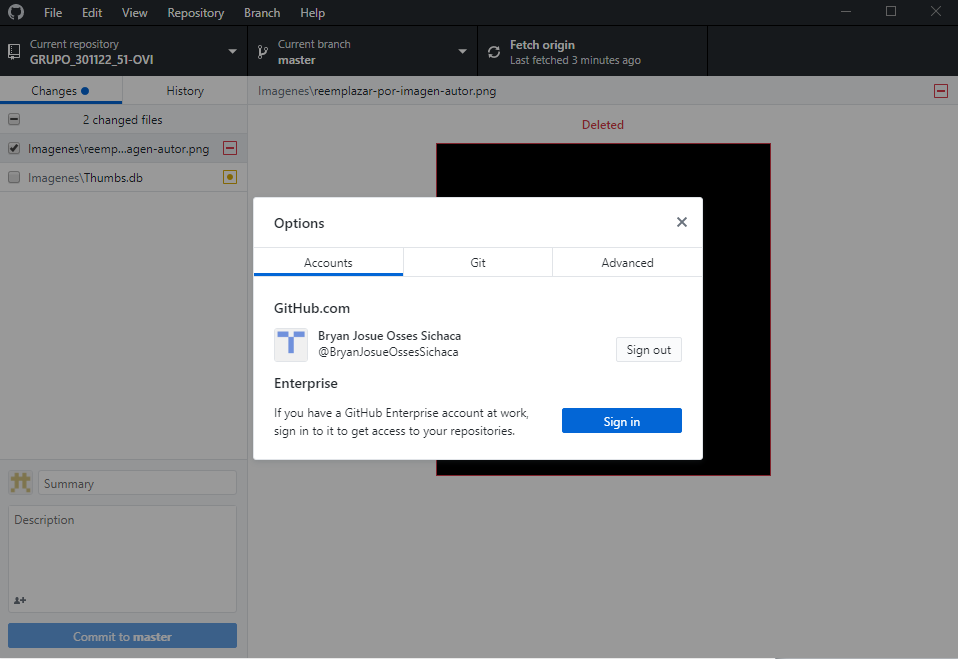 File Edit View Repository Branch Help
Current repository
GRUPO_301122_51-OVI
Current branch
master
Fetch origin
Last fetched 3 minutes ago
Changes
History
Imagenes\reemplazar-por-imagen-autor.png
2 changed files
Deleted
Imagenes\reemp...agen-autor.png
Imagenes\Thumbs.db
Options
Accounts
Git
Advanced
GitHub.com
Bryan Josue Osses Sichaca
@BryanJosueOssesSichaca
Sign out
Enterprise
If you have a GitHub Enterprise account at work,
sign in to it to get access to your repositories.
Sign in
Summary
Description
Commit to master